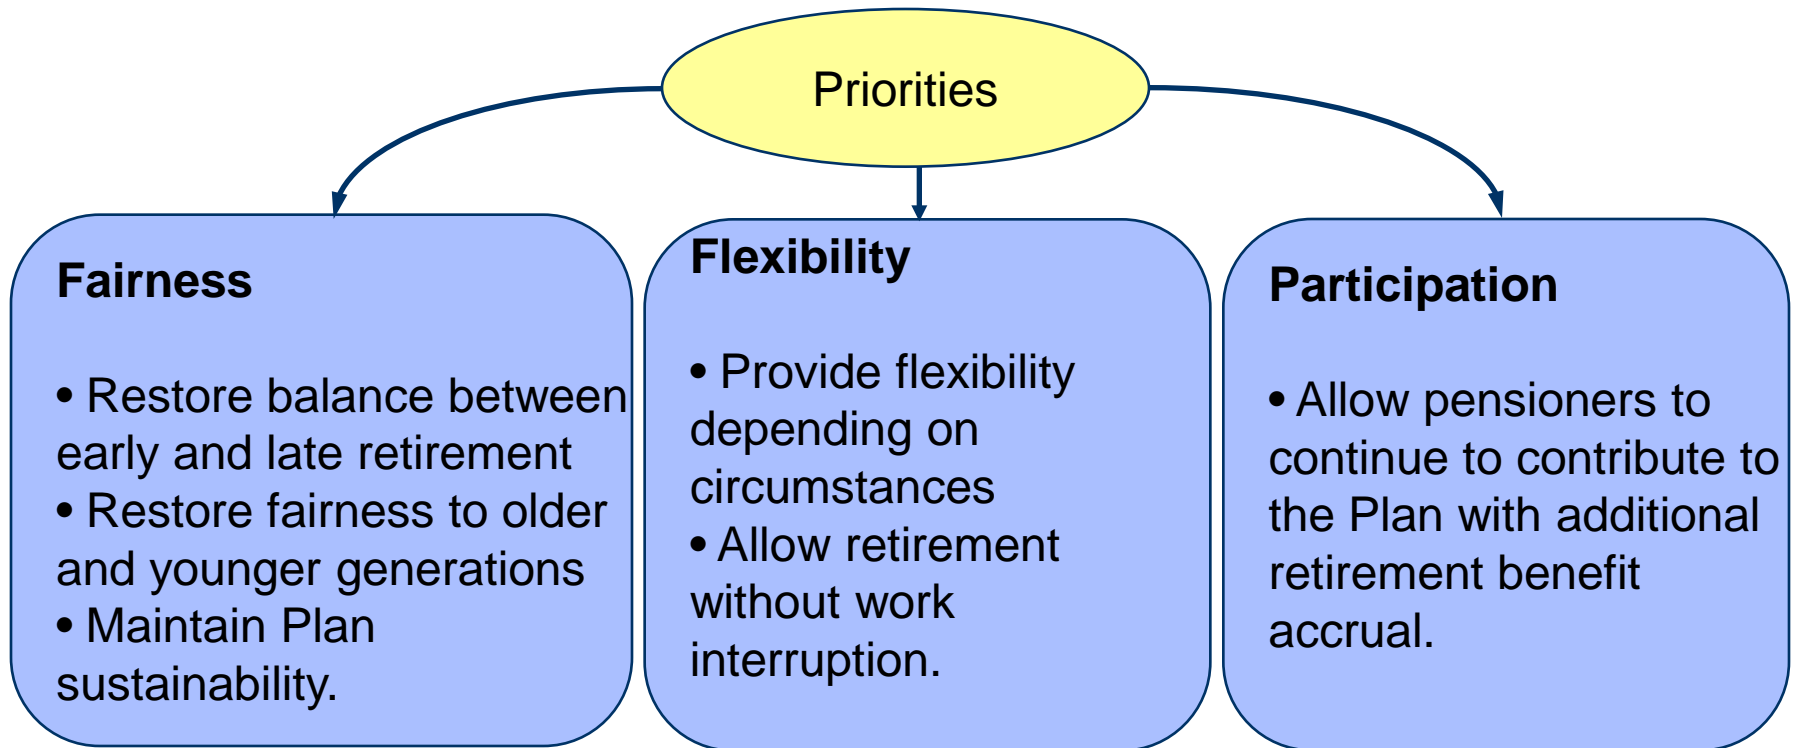 Priorities
Fairness
• Restore balance between
early and late retirement
• Restore fairness to older
and younger generations
• Maintain Plan
sustainability.
Flexibility
• Provide flexibility
depending on
circumstances
• Allow retirement
without work
interruption.
Participation
• Allow pensioners to
continue to contribute to
the Plan with additional
retirement benefit
accrual.